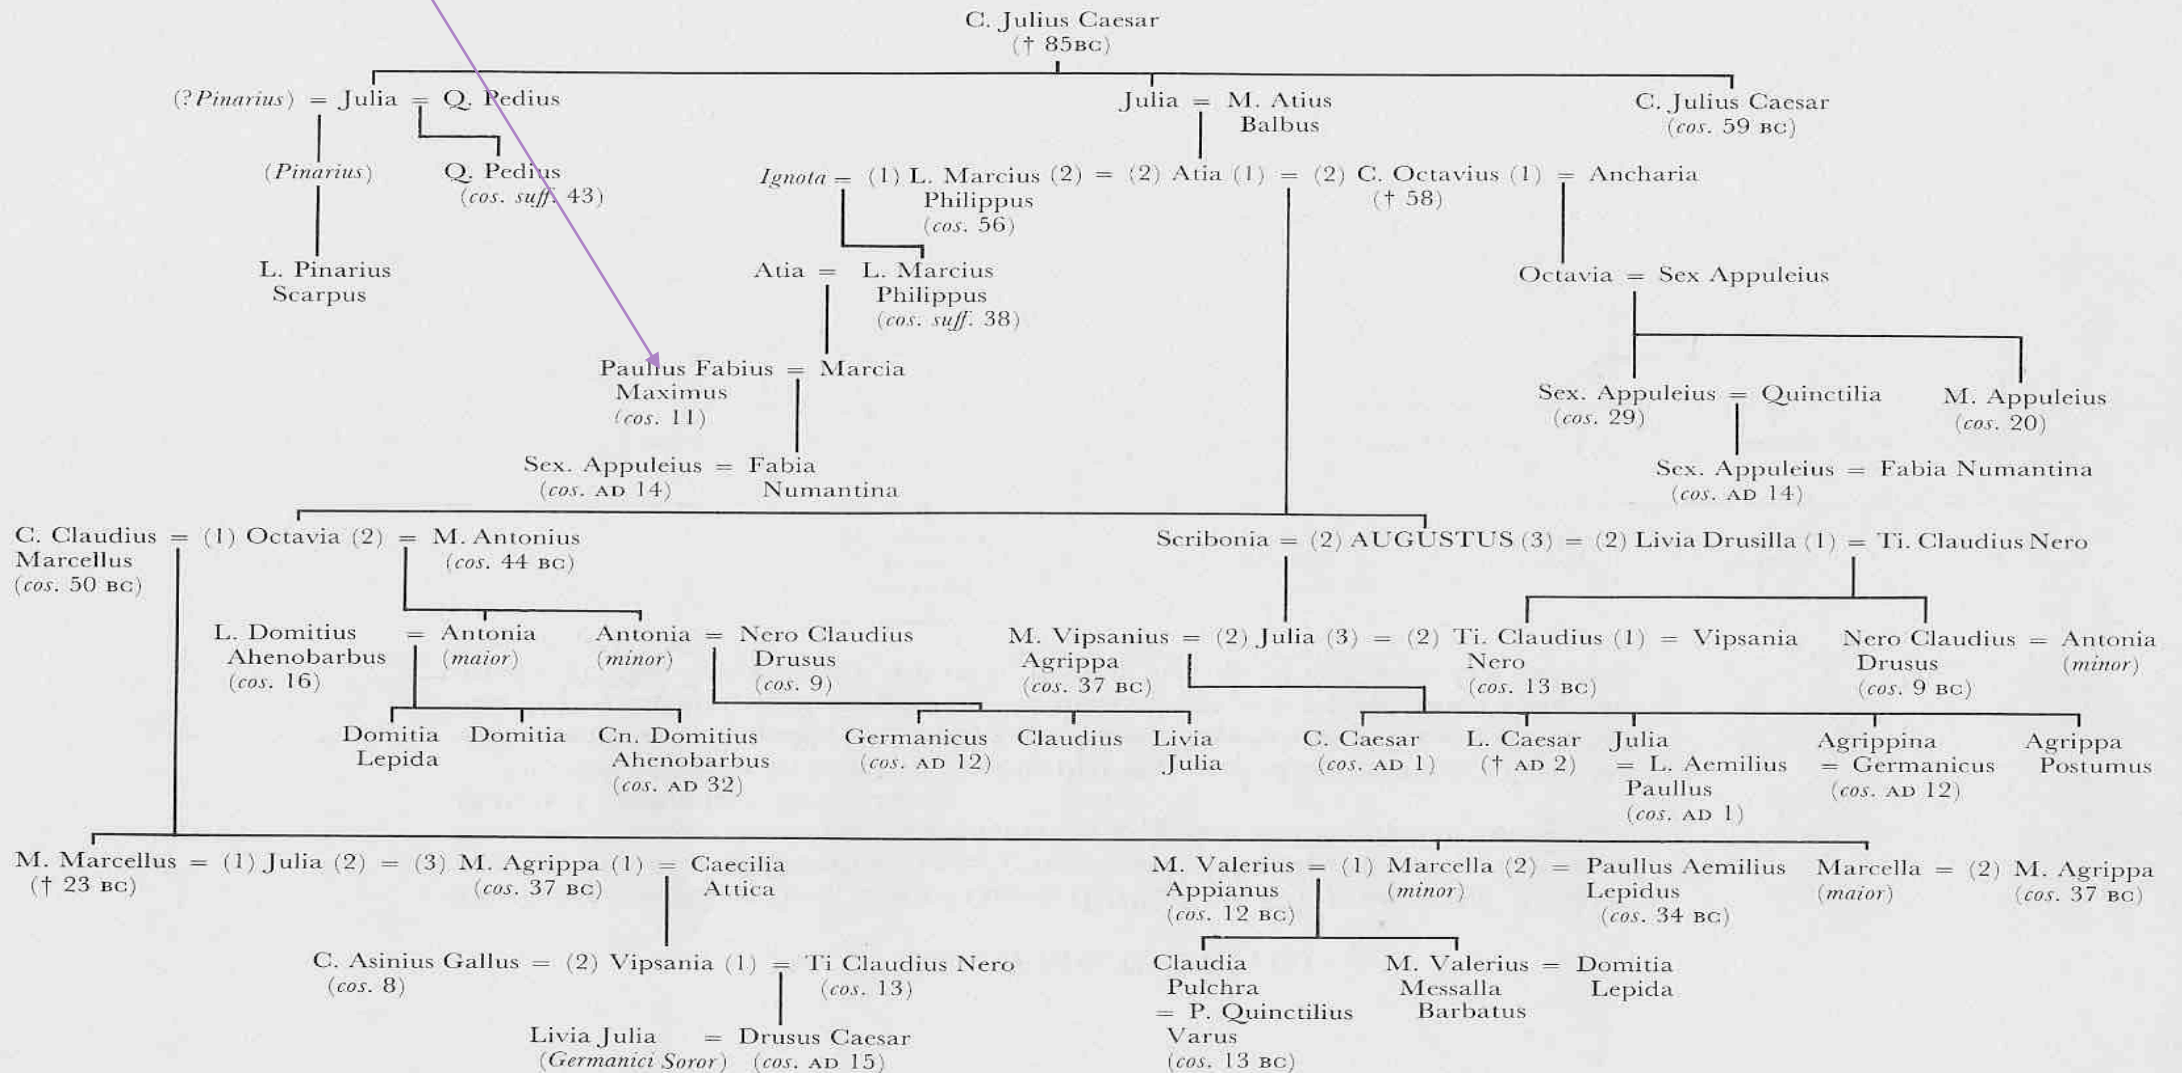 C. Julius Caesar
(† 85BC)
(?Pinarius) = Julia = Q. Pedius
Julia = M. Atius
Balbus
C. Julius Caesar
(cos. 59 BC)
(Pinarius)
Q. Pedius
(cos. suff. 43)
Ignota = (1) L. Marcius (2) = (2) Atia (1) = (2) C. Octavius (1) = Ancharia
Philippus
(cos. 56)
(† 58)
L. Pinarius
Scarpus
Atia = L. Marcius
Philippus
(cos. suff. 38)
Octavia = Sex Appuleius
Paullus Fabius = Marcia
Maximus
(cos. 11)
Sex. Appuleius = Quinctilia
(cos. 29)
M. Appuleius
(cos. 20)
Sex. Appuleius = Fabia
(cos. AD 14) Numantina
Sex. Appuleius = Fabia Numantina
(cos. AD 14)
C. Claudius = (1) Octavia (2) = M. Antonius
Marcellus (cos. 44 BC)
(cos. 50 BC)
Scribonia = (2) AUGUSTUS (3) = (2) Livia Drusilla (1) = Ti. Claudius Nero
L. Domitius = Antonia
Ahenobarbus (maior)
(cos. 16)
Antonia = Nero Claudius
(minor) Drusus
(cos. 9)
M. Vipsanius = (2) Julia (3) = (2) Ti. Claudius (1) = Vipsania
Agrippa Nero
(cos. 37 BC) (cos. 13 BC)
Nero Claudius = Antonia
Drusus (minor)
(cos. 9 BC)
Domitia
Lepida
Domitia
Cn. Domitius
Ahenobarbus
(cos. AD 32)
Germanicus
(cos. AD 12)
Claudius
Livia
Julia
C. Caesar
(cos. AD 1)
L. Caesar
(† AD 2)
Julia
= L. Aemilius
Paullus
(cos. AD 1)
Agrippina
= Germanicus
(cos. AD 12)
Agrippa
Postumus
M. Marcellus = (1) Julia (2) = (3) M. Agrippa (1) = Caecilia
(† 23 BC) (cos. 37 BC) Attica
M. Valerius = (1) Marcella (2) = Paullus Aemilius
Appianus (minor) Lepidus
(cos. 12 BC) (cos. 34 BC)
Marcella = (2) M. Agrippa
(maior) (cos. 37 BC)
C. Asinius Gallus = (2) Vipsania (1) = Ti Claudius Nero
(cos. 8) (cos. 13)
Claudia
Pulchra
= P. Quinctilius
Varus
(cos. 13 BC)
M. Valerius = Domitia
Messalla Lepida
Barbatus
Livia Julia = Drusus Caesar
(Germanici Soror) (cos. AD 15)